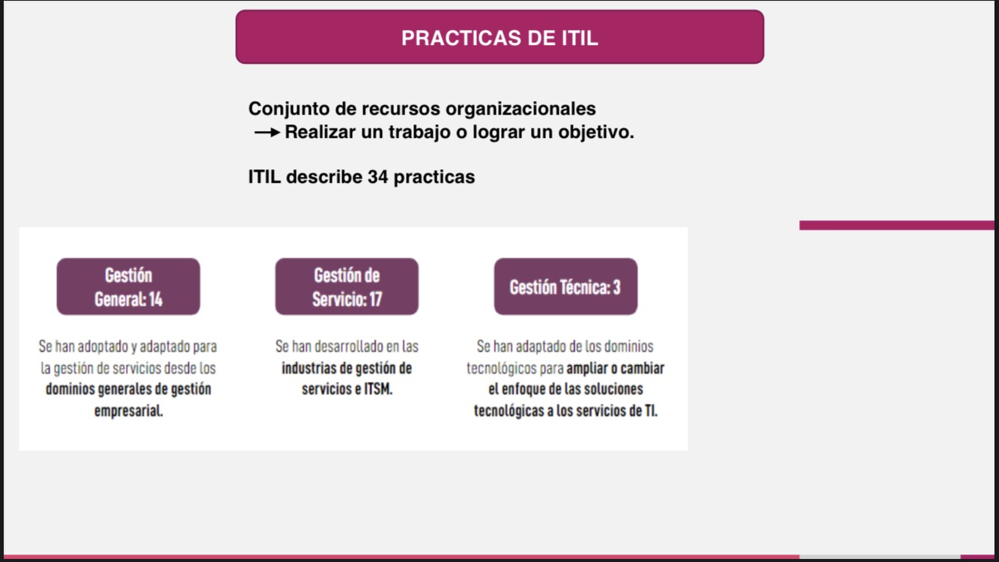 PRACTICAS DE ITIL
Conjunto de recursos organizacionales
→ Realizar un trabajo o lograr un objetivo.
ITIL describe 34 practicas
Gestión
General: 14
Se han adoptado y adaptado para
la gestión de servicios desde los
dominios generales de gestión
empresarial.
Gestión de
Servicio: 17
Se han desarrollado en las
industrias de gestión de
servicios e ITSM.
Gestión Técnica: 3
Se han adaptado de los dominios
tecnológicos para ampliar o cambiar
el enfoque de las soluciones
tecnológicas a los servicios de TI.